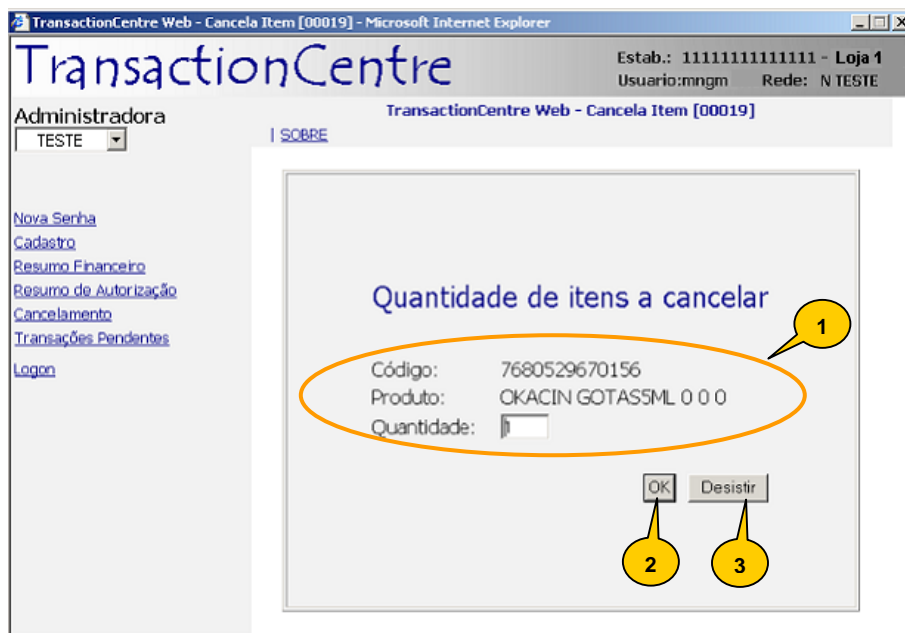 TransactionCentre Web - Cancela Item [00019] - Microsoft Internet Explorer
TransactionCentre
Estab.: 11111111111111 - Loja 1
Usuario:mngm Rede: N TESTE
Administradora
TESTE
TransactionCentre Web - Cancela Item [00019]
| SOBRE
Nova Senha
Cadastro
Resumo Financeiro
Resumo de Autorização
Cancelamento
Transações Pendentes
Logon
Quantidade de itens a cancelar
1
Código: 7680529670156
Produto: OKACIN GOTAS5ML 0 0 0
Quantidade: 1
OK Desistir
2 3